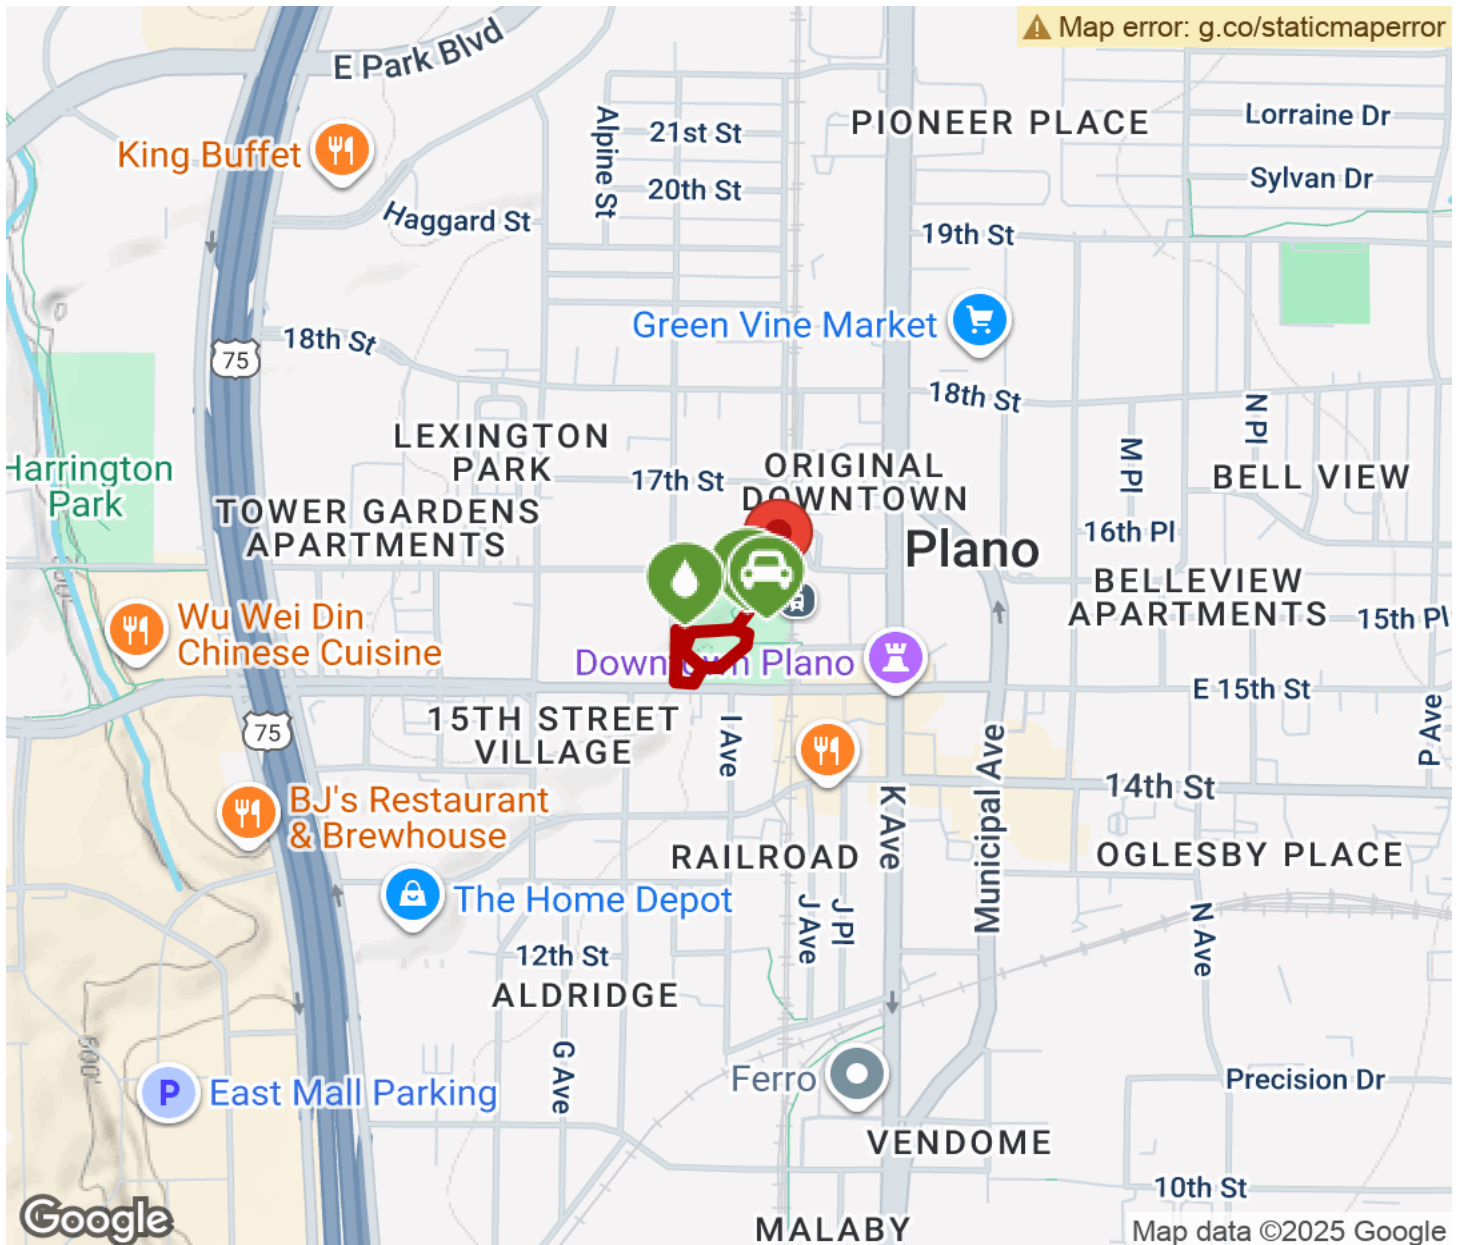 Map error: g.co/staticmaperror
E Park Blvd
PIONEER PLACE
Lorraine Dr
Alpine St
21st St
King Buffet
20th St
Sylvan Dr
Haggard St
19th St
Green Vine Market
18th St
75
18th St
N Pl
LEXINGTON
PARK
M Pl
Harrington
Park
17th St
ORIGINAL
DOWNTOWN
BELL VIEW
TOWER GARDENS
APARTMENTS
16th Pl
Plano
BELLEVIEW
APARTMENTS
Wu Wei Din
Chinese Cuisine
15th Pl
Downtown Plano
E 15th St
15TH STREET
VILLAGE
75
I Ave
P Ave
Municipal Ave
14th St
BJ's Restaurant
& Brewhouse
K Ave
RAILROAD
OGLESBY PLACE
The Home Depot
J Ave
J Pl
N Ave
12th St
ALDRIDGE
G Ave
600'
Ferro
Precision Dr
P
East Mall Parking
VENDOME
10th St
Google
MALABY
Map data ©2025 Google